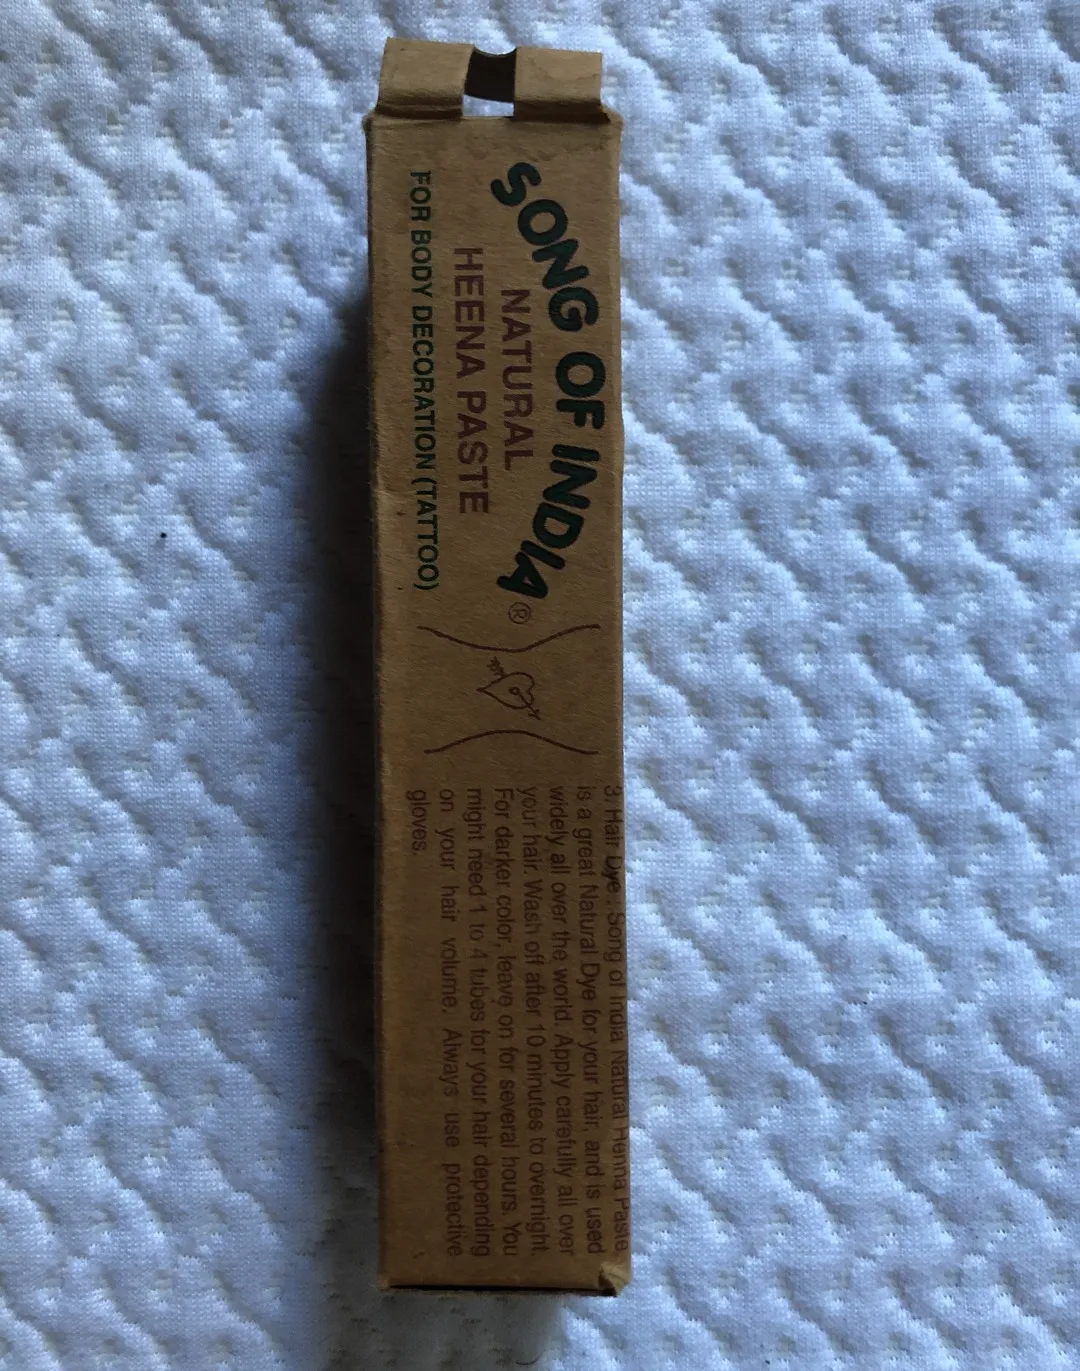 SONG OF INDIA ®
NATURAL
HEENA PASTE
FOR BODY DECORATION (TATTOO)
3. Hair Dye : Song of India Natural Henna Paste
is a great Natural Dye for your hair, and is used
widely all over the world. Apply carefully all over
your hair. Wash off after 10 minutes to overnight.
For darker color, leave on for several hours. You
might need 1 to 4 tubes for your hair depending
on your hair volume. Always use protective
gloves.